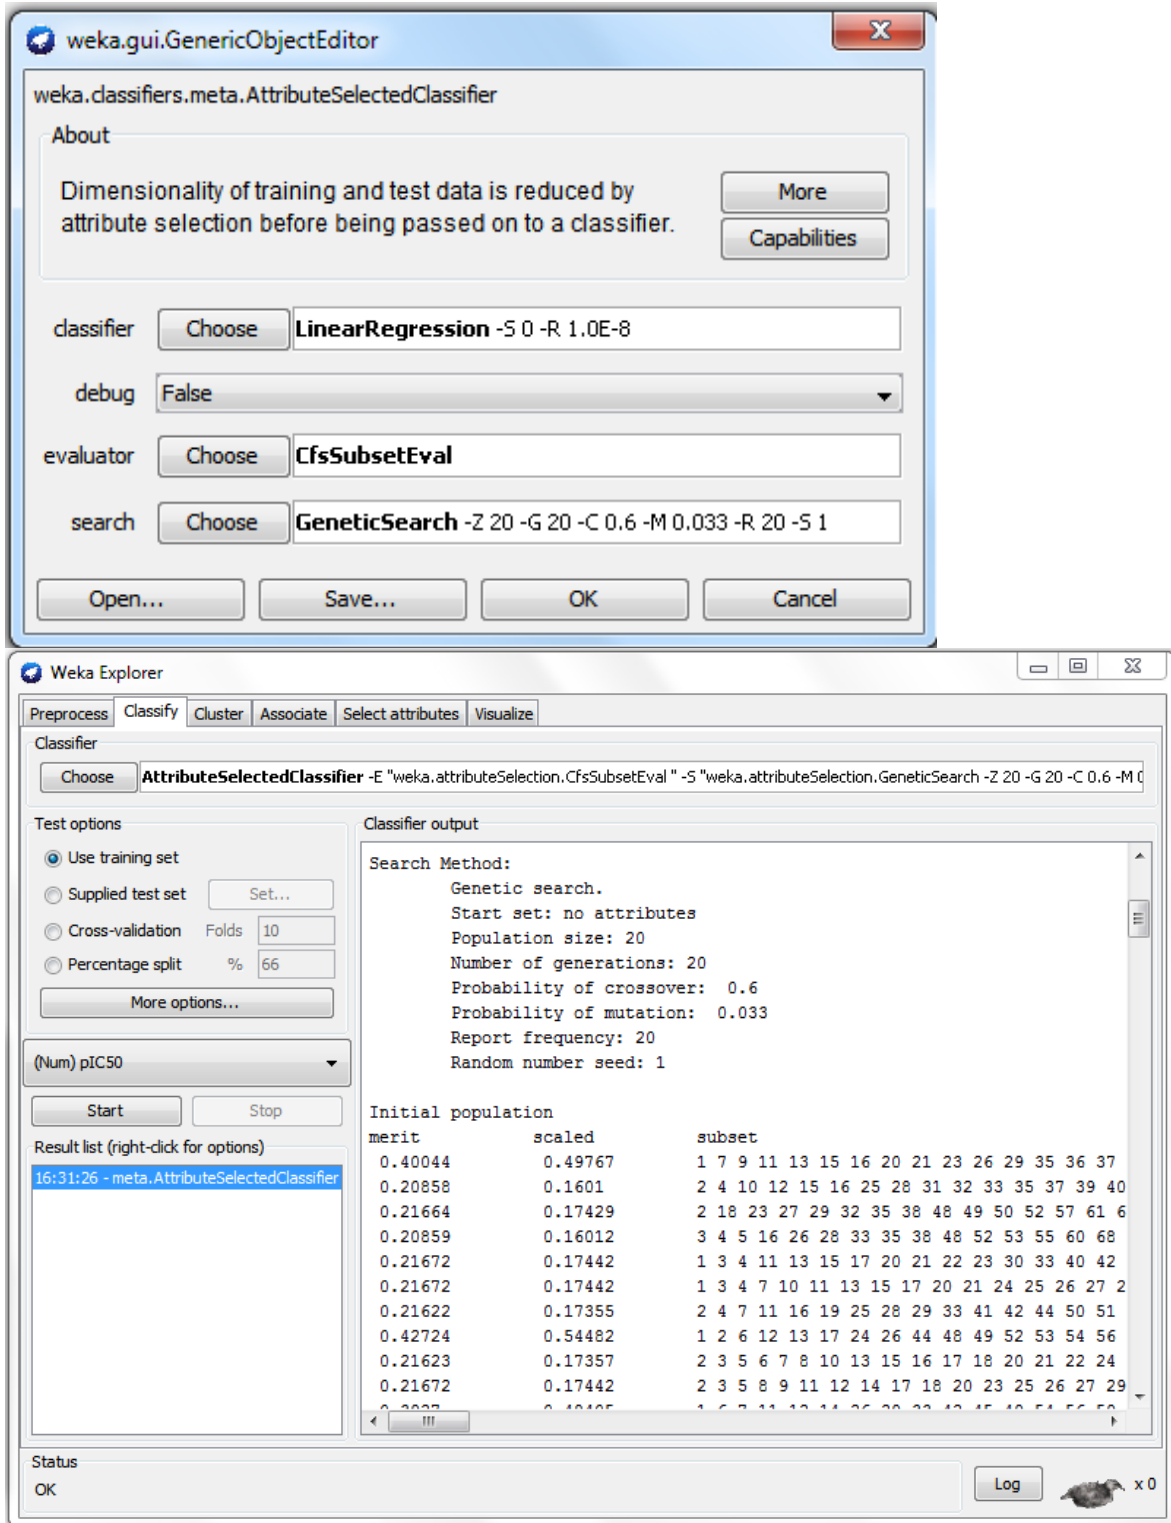 weka.gui.GenericObjectEditor
weka.classifiers.meta.AttributeSelectedClassifier
About
Dimensionality of training and test data is reduced by
attribute selection before being passed on to a classifier.
More
Capabilities
classifier Choose LinearRegression -S 0 -R 1.0E-8
debug False
evaluator Choose CfsSubsetEval
search Choose GeneticSearch -Z 20 -G 20 -C 0.6 -M 0.033 -R 20 -S 1
Open... Save... OK Cancel
Weka Explorer
Preprocess Classify Cluster Associate Select attributes Visualize
Classifier
Choose AttributeSelectedClassifier -E "weka.attributeSelection.CfsSubsetEval " -S "weka.attributeSelection.GeneticSearch -Z 20 -G 20 -C 0.6 -M
Test options
Use training set
Supplied test set Set...
Cross-validation Folds 10
Percentage split % 66
More options...
(Num) pIC50
Start Stop
Result list (right-click for options)
16:31:26 - meta.AttributeSelectedClassifier
Classifier output
Search Method:
Genetic search.
Start set: no attributes
Population size: 20
Number of generations: 20
Probability of crossover: 0.6
Probability of mutation: 0.033
Report frequency: 20
Random number seed: 1
Initial population
merit scaled subset
0.40044 0.49767 1 7 9 11 13 15 16 20 21 23 26 29 35 36 37
0.20858 0.1601 2 4 10 12 15 16 25 28 31 32 33 35 37 39 40
0.21664 0.17429 2 18 23 27 29 32 35 38 48 49 50 52 57 61 6
0.20859 0.16012 3 4 5 16 26 28 33 35 38 48 52 53 55 60 68
0.21672 0.17442 1 3 4 11 13 15 17 20 21 22 23 30 33 40 42
0.21672 0.17442 1 3 4 7 10 11 13 15 17 20 21 24 25 26 27 2
0.21622 0.17355 2 4 7 11 16 19 25 28 29 33 41 42 44 50 51
0.42724 0.54482 1 2 6 12 13 17 24 26 44 48 49 52 53 54 56
0.21623 0.17357 2 3 5 6 7 8 10 13 15 16 17 18 20 21 22 24
0.21672 0.17442 2 3 5 8 9 11 12 14 17 18 20 23 25 26 27 29
Status
OK
Log
x 0